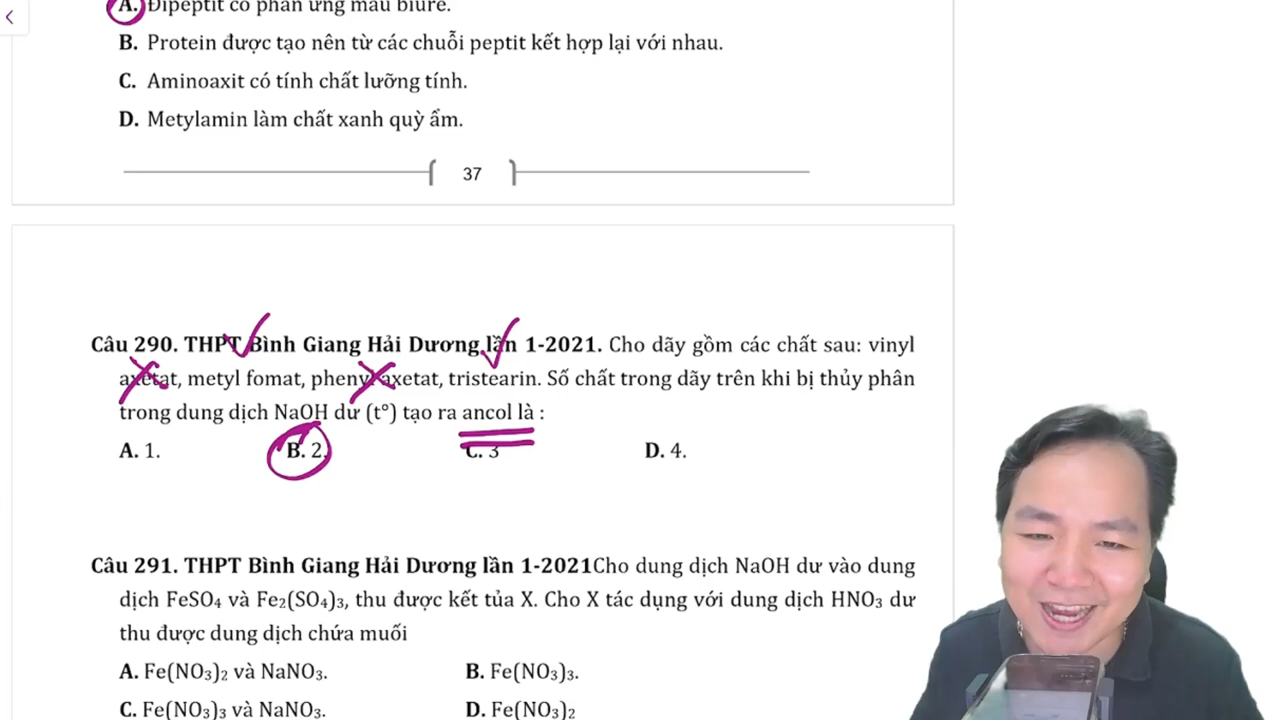 A. Đipeptit có phản ứng màu biure.
B. Protein được tạo nên từ các chuỗi peptit kết hợp lại với nhau.
C. Aminoaxit có tính chất lưỡng tính.
D. Metylamin làm chất xanh quỳ ẩm.
37
Câu 290. THPT Bình Giang Hải Dương lần 1-2021. Cho dãy gồm các chất sau: vinyl
axetat, metyl fomat, phenyl axetat, tristearin. Số chất trong dãy trên khi bị thủy phân
trong dung dịch NaOH dư (t°) tạo ra ancol là :
A. 1. B. 2. C. 3 D. 4.
Câu 291. THPT Bình Giang Hải Dương lần 1-2021Cho dung dịch NaOH dư vào dung
dịch FeSO₄ và Fe₂(SO₄)₃, thu được kết tủa X. Cho X tác dụng với dung dịch HNO₃ dư
thu được dung dịch chứa muối
A. Fe(NO₃)₂ và NaNO₃. B. Fe(NO₃)₃.
C. Fe(NO₃)₃ và NaNO₃. D. Fe(NO₃)₂